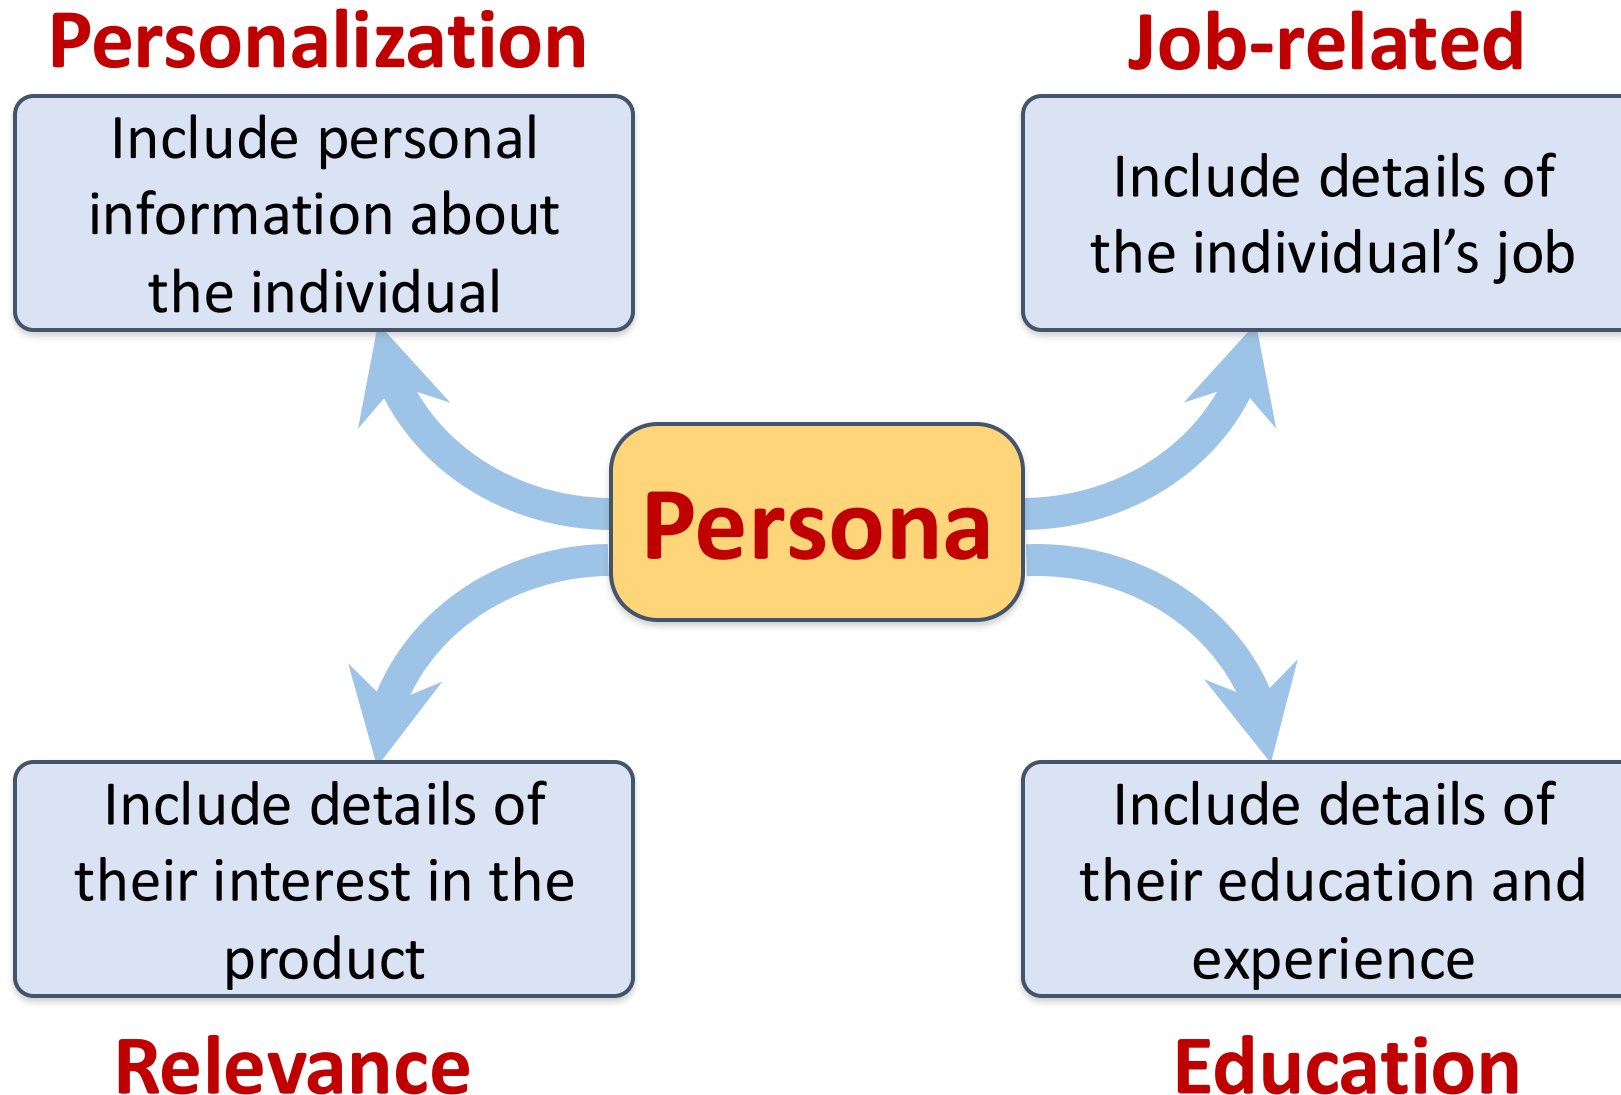 Personalization
Include personal
information about
the individual
Job-related
Include details of
the individual’s job
Persona
Include details of
their interest in the
product
Relevance
Include details of
their education and
experience
Education